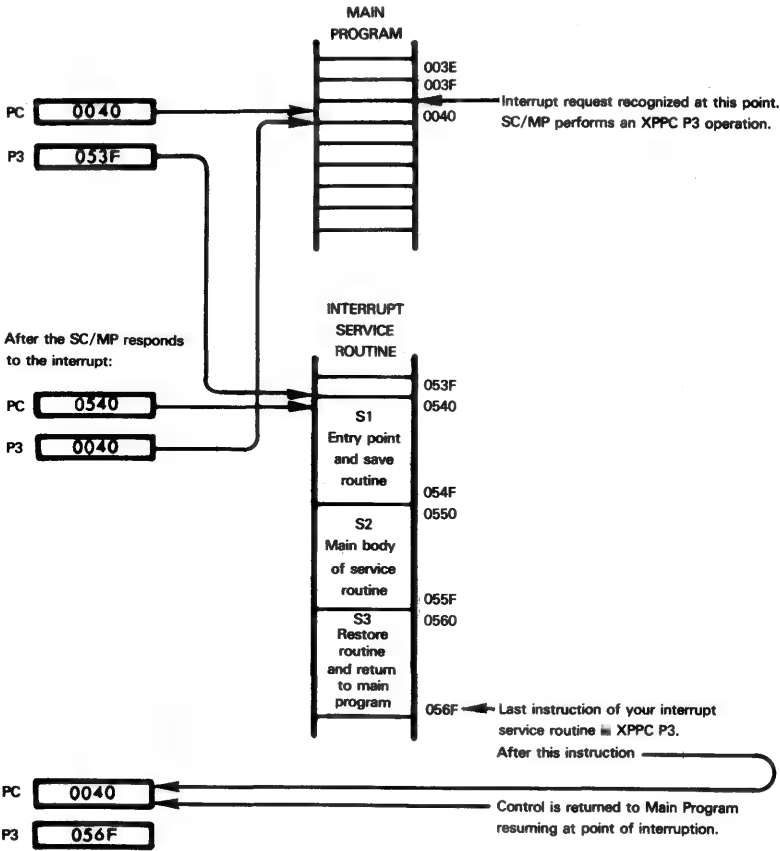 MAIN
PROGRAM
003E
003F
0040
Interrupt request recognized at this point.
SC/MP performs an XPPC P3 operation.
PC 0040
P3 053F
After the SC/MP responds
to the interrupt:
PC 0540
P3 0040
INTERRUPT
SERVICE
ROUTINE
053F
0540
S1
Entry point
and save
routine
054F
0550
S2
Main body
of service
routine
055F
0560
S3
Restore
routine
and return
to main
program
056F
Last instruction of your interrupt
service routine XPPC P3.
After this instruction
PC 0040
P3 056F
Control is returned to Main Program
resuming at point of interruption.